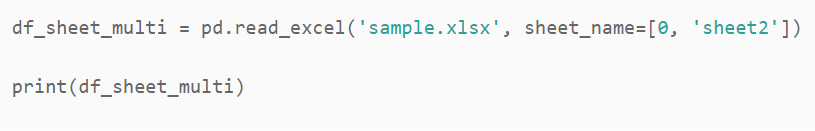 df_sheet_multi = pd.read_excel('sample.xlsx', sheet_name=[0, 'sheet2'])
print(df_sheet_multi)